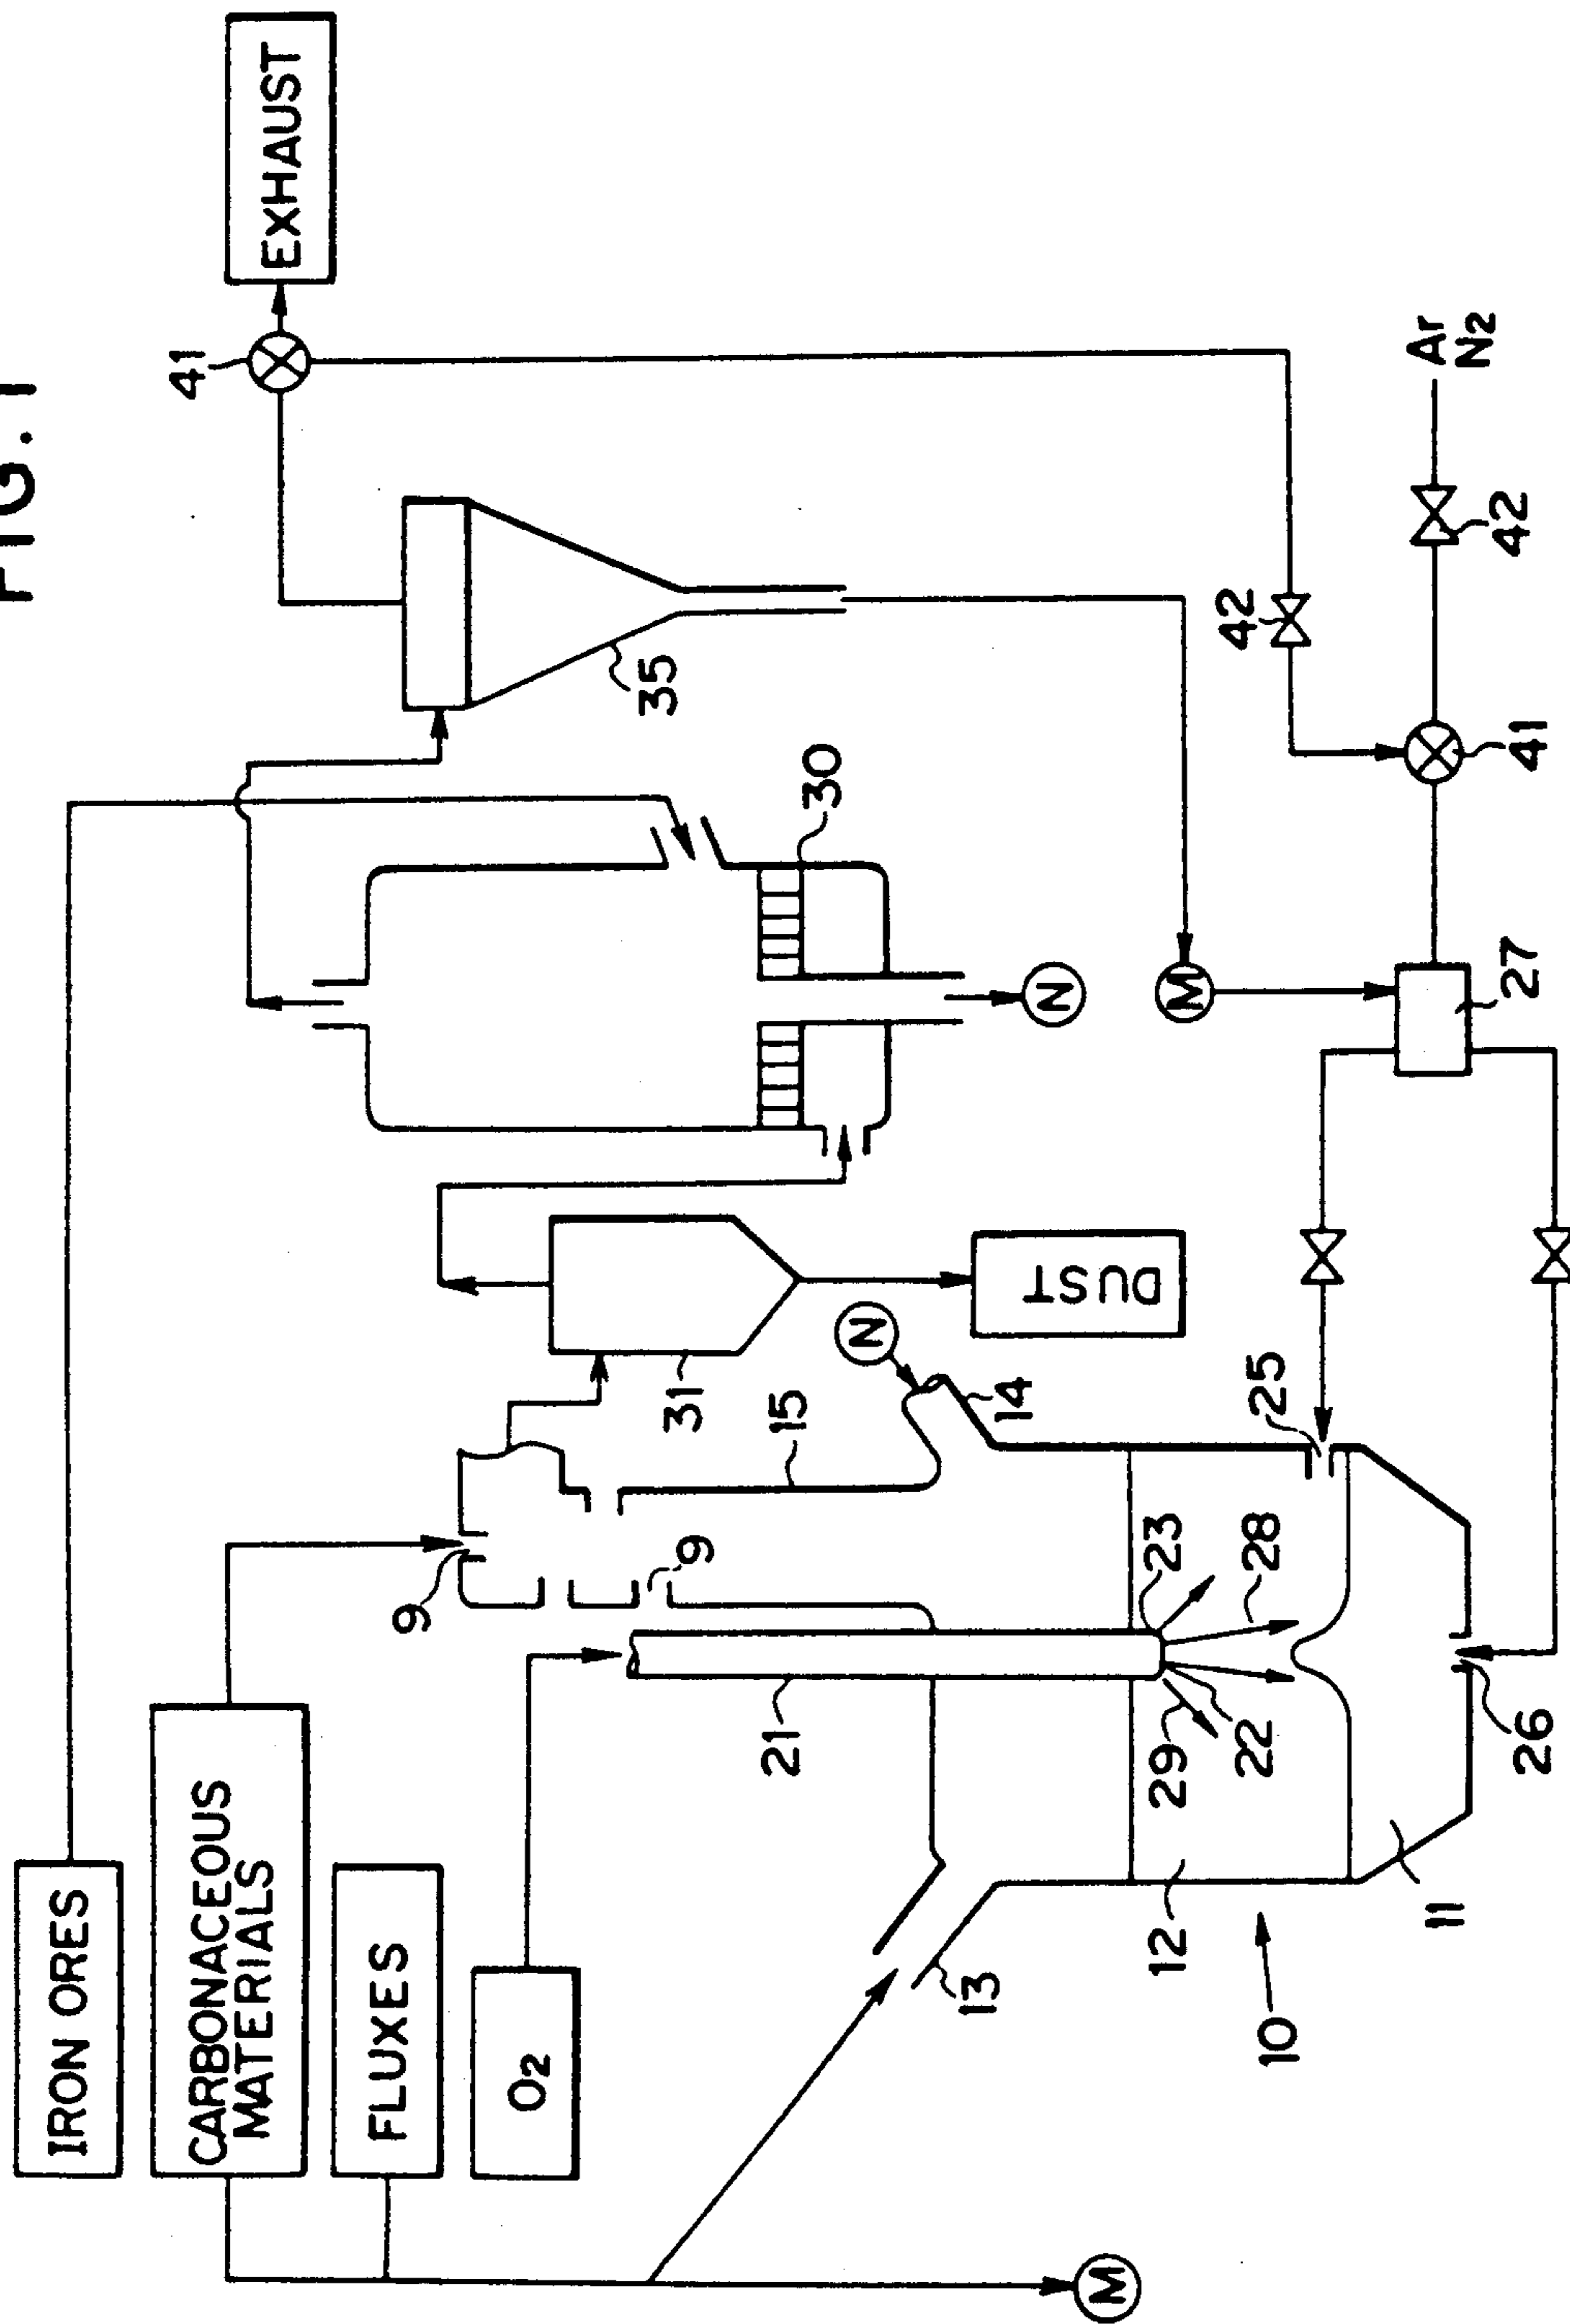 FIG. 1
IRON ORES
CARBONACEOUS
MATERIALS
FLUXES
O2
EXHAUST
41
35
30
N
31
DUST
15
N
14
9
9
21
13
12
10
11
29
22
23
28
25
26
M
27
41
42
42
Ar
N2
M